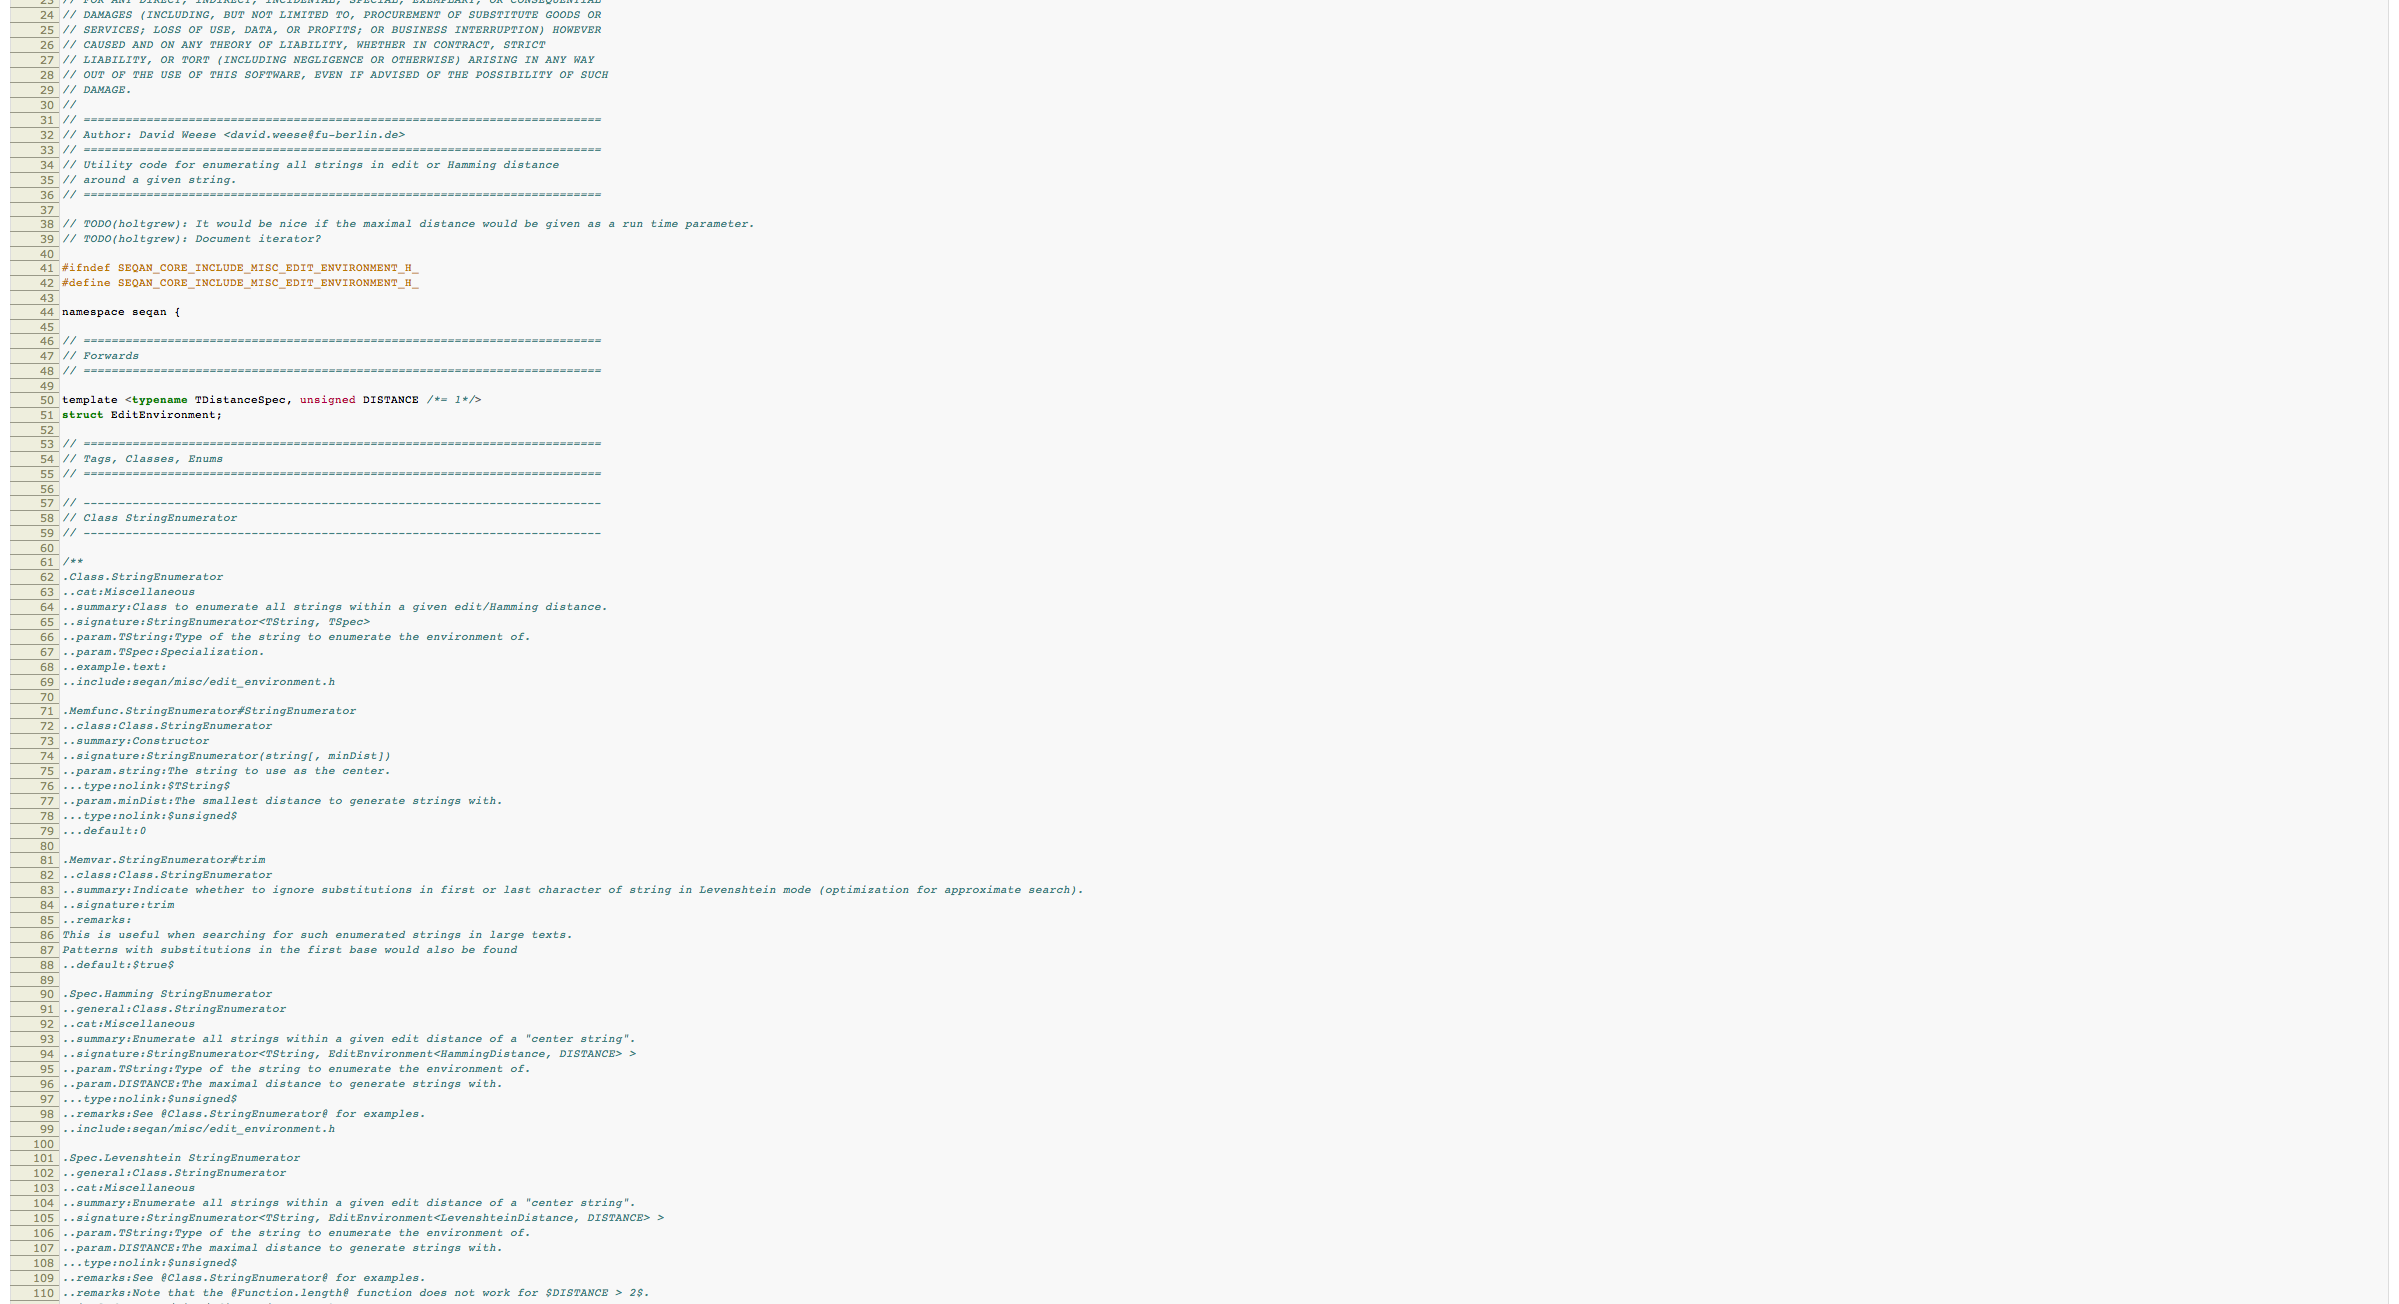 23 // FOR ANY DIRECT, INDIRECT, INCIDENTAL, SPECIAL, EXEMPLARY, OR CONSEQUENTIAL
24 // DAMAGES (INCLUDING, BUT NOT LIMITED TO, PROCUREMENT OF SUBSTITUTE GOODS OR
25 // SERVICES; LOSS OF USE, DATA, OR PROFITS; OR BUSINESS INTERRUPTION) HOWEVER
26 // CAUSED AND ON ANY THEORY OF LIABILITY, WHETHER IN CONTRACT, STRICT
27 // LIABILITY, OR TORT (INCLUDING NEGLIGENCE OR OTHERWISE) ARISING IN ANY WAY
28 // OUT OF THE USE OF THIS SOFTWARE, EVEN IF ADVISED OF THE POSSIBILITY OF SUCH
29 // DAMAGE.
30 //
31 // ==========================================================================
32 // Author: David Weese <david.weese@fu-berlin.de>
33 // ==========================================================================
34 // Utility code for enumerating all strings in edit or Hamming distance
35 // around a given string.
36 // ==========================================================================
37
38 // TODO(holtgrew): It would be nice if the maximal distance would be given as a run time parameter.
39 // TODO(holtgrew): Document iterator?
40
41 #ifndef SEQAN_CORE_INCLUDE_MISC_EDIT_ENVIRONMENT_H_
42 #define SEQAN_CORE_INCLUDE_MISC_EDIT_ENVIRONMENT_H_
43
44 namespace seqan {
45
46 // ==========================================================================
47 // Forwards
48 // ==========================================================================
49
50 template <typename TDistanceSpec, unsigned DISTANCE /*= 1*/>
51 struct EditEnvironment;
52
53 // ==========================================================================
54 // Tags, Classes, Enums
55 // ==========================================================================
56
57 // --------------------------------------------------------------------------
58 // Class StringEnumerator
59 // --------------------------------------------------------------------------
60
61 /**
62 .Class.StringEnumerator
63 ..cat:Miscellaneous
64 ..summary:Class to enumerate all strings within a given edit/Hamming distance.
65 ..signature:StringEnumerator<TString, TSpec>
66 ..param.TString:Type of the string to enumerate the environment of.
67 ..param.TSpec:Specialization.
68 ..example.text:
69 ..include:seqan/misc/edit_environment.h
70
71 .Memfunc.StringEnumerator#StringEnumerator
72 ..class:Class.StringEnumerator
73 ..summary:Constructor
74 ..signature:StringEnumerator(string[, minDist])
75 ..param.string:The string to use as the center.
76 ...type:nolink:$TString$
77 ..param.minDist:The smallest distance to generate strings with.
78 ...type:nolink:$unsigned$
79 ...default:0
80
81 .Memvar.StringEnumerator#trim
82 ..class:Class.StringEnumerator
83 ..summary:Indicate whether to ignore substitutions in first or last character of string in Levenshtein mode (optimization for approximate search).
84 ..signature:trim
85 ..remarks:
86 This is useful when searching for such enumerated strings in large texts.
87 Patterns with substitutions in the first base would also be found
88 ..default:$true$
89
90 .Spec.Hamming StringEnumerator
91 ..general:Class.StringEnumerator
92 ..cat:Miscellaneous
93 ..summary:Enumerate all strings within a given edit distance of a "center string".
94 ..signature:StringEnumerator<TString, EditEnvironment<HammingDistance, DISTANCE> >
95 ..param.TString:Type of the string to enumerate the environment of.
96 ..param.DISTANCE:The maximal distance to generate strings with.
97 ...type:nolink:$unsigned$
98 ..remarks:See @Class.StringEnumerator@ for examples.
99 ..include:seqan/misc/edit_environment.h
100
101 .Spec.Levenshtein StringEnumerator
102 ..general:Class.StringEnumerator
103 ..cat:Miscellaneous
104 ..summary:Enumerate all strings within a given edit distance of a "center string".
105 ..signature:StringEnumerator<TString, EditEnvironment<LevenshteinDistance, DISTANCE> >
106 ..param.TString:Type of the string to enumerate the environment of.
107 ..param.DISTANCE:The maximal distance to generate strings with.
108 ...type:nolink:$unsigned$
109 ..remarks:See @Class.StringEnumerator@ for examples.
110 ..remarks:Note that the @Function.length@ function does not work for $DISTANCE > 2$.